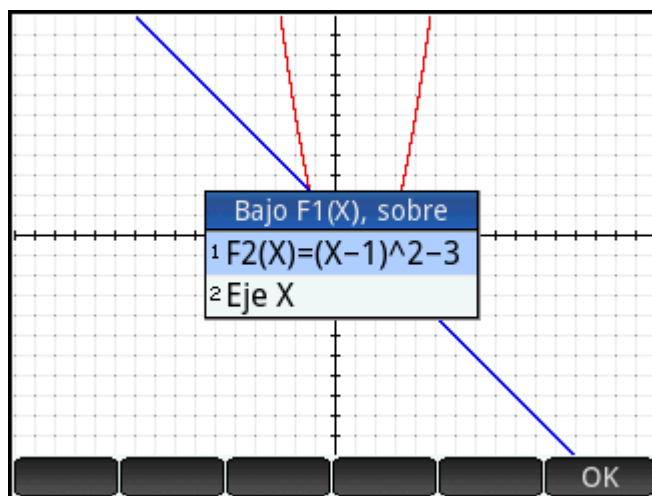 Bajo F1(X), sobre
1 F2(X)=(X−1)^2−3
2 Eje X
OK